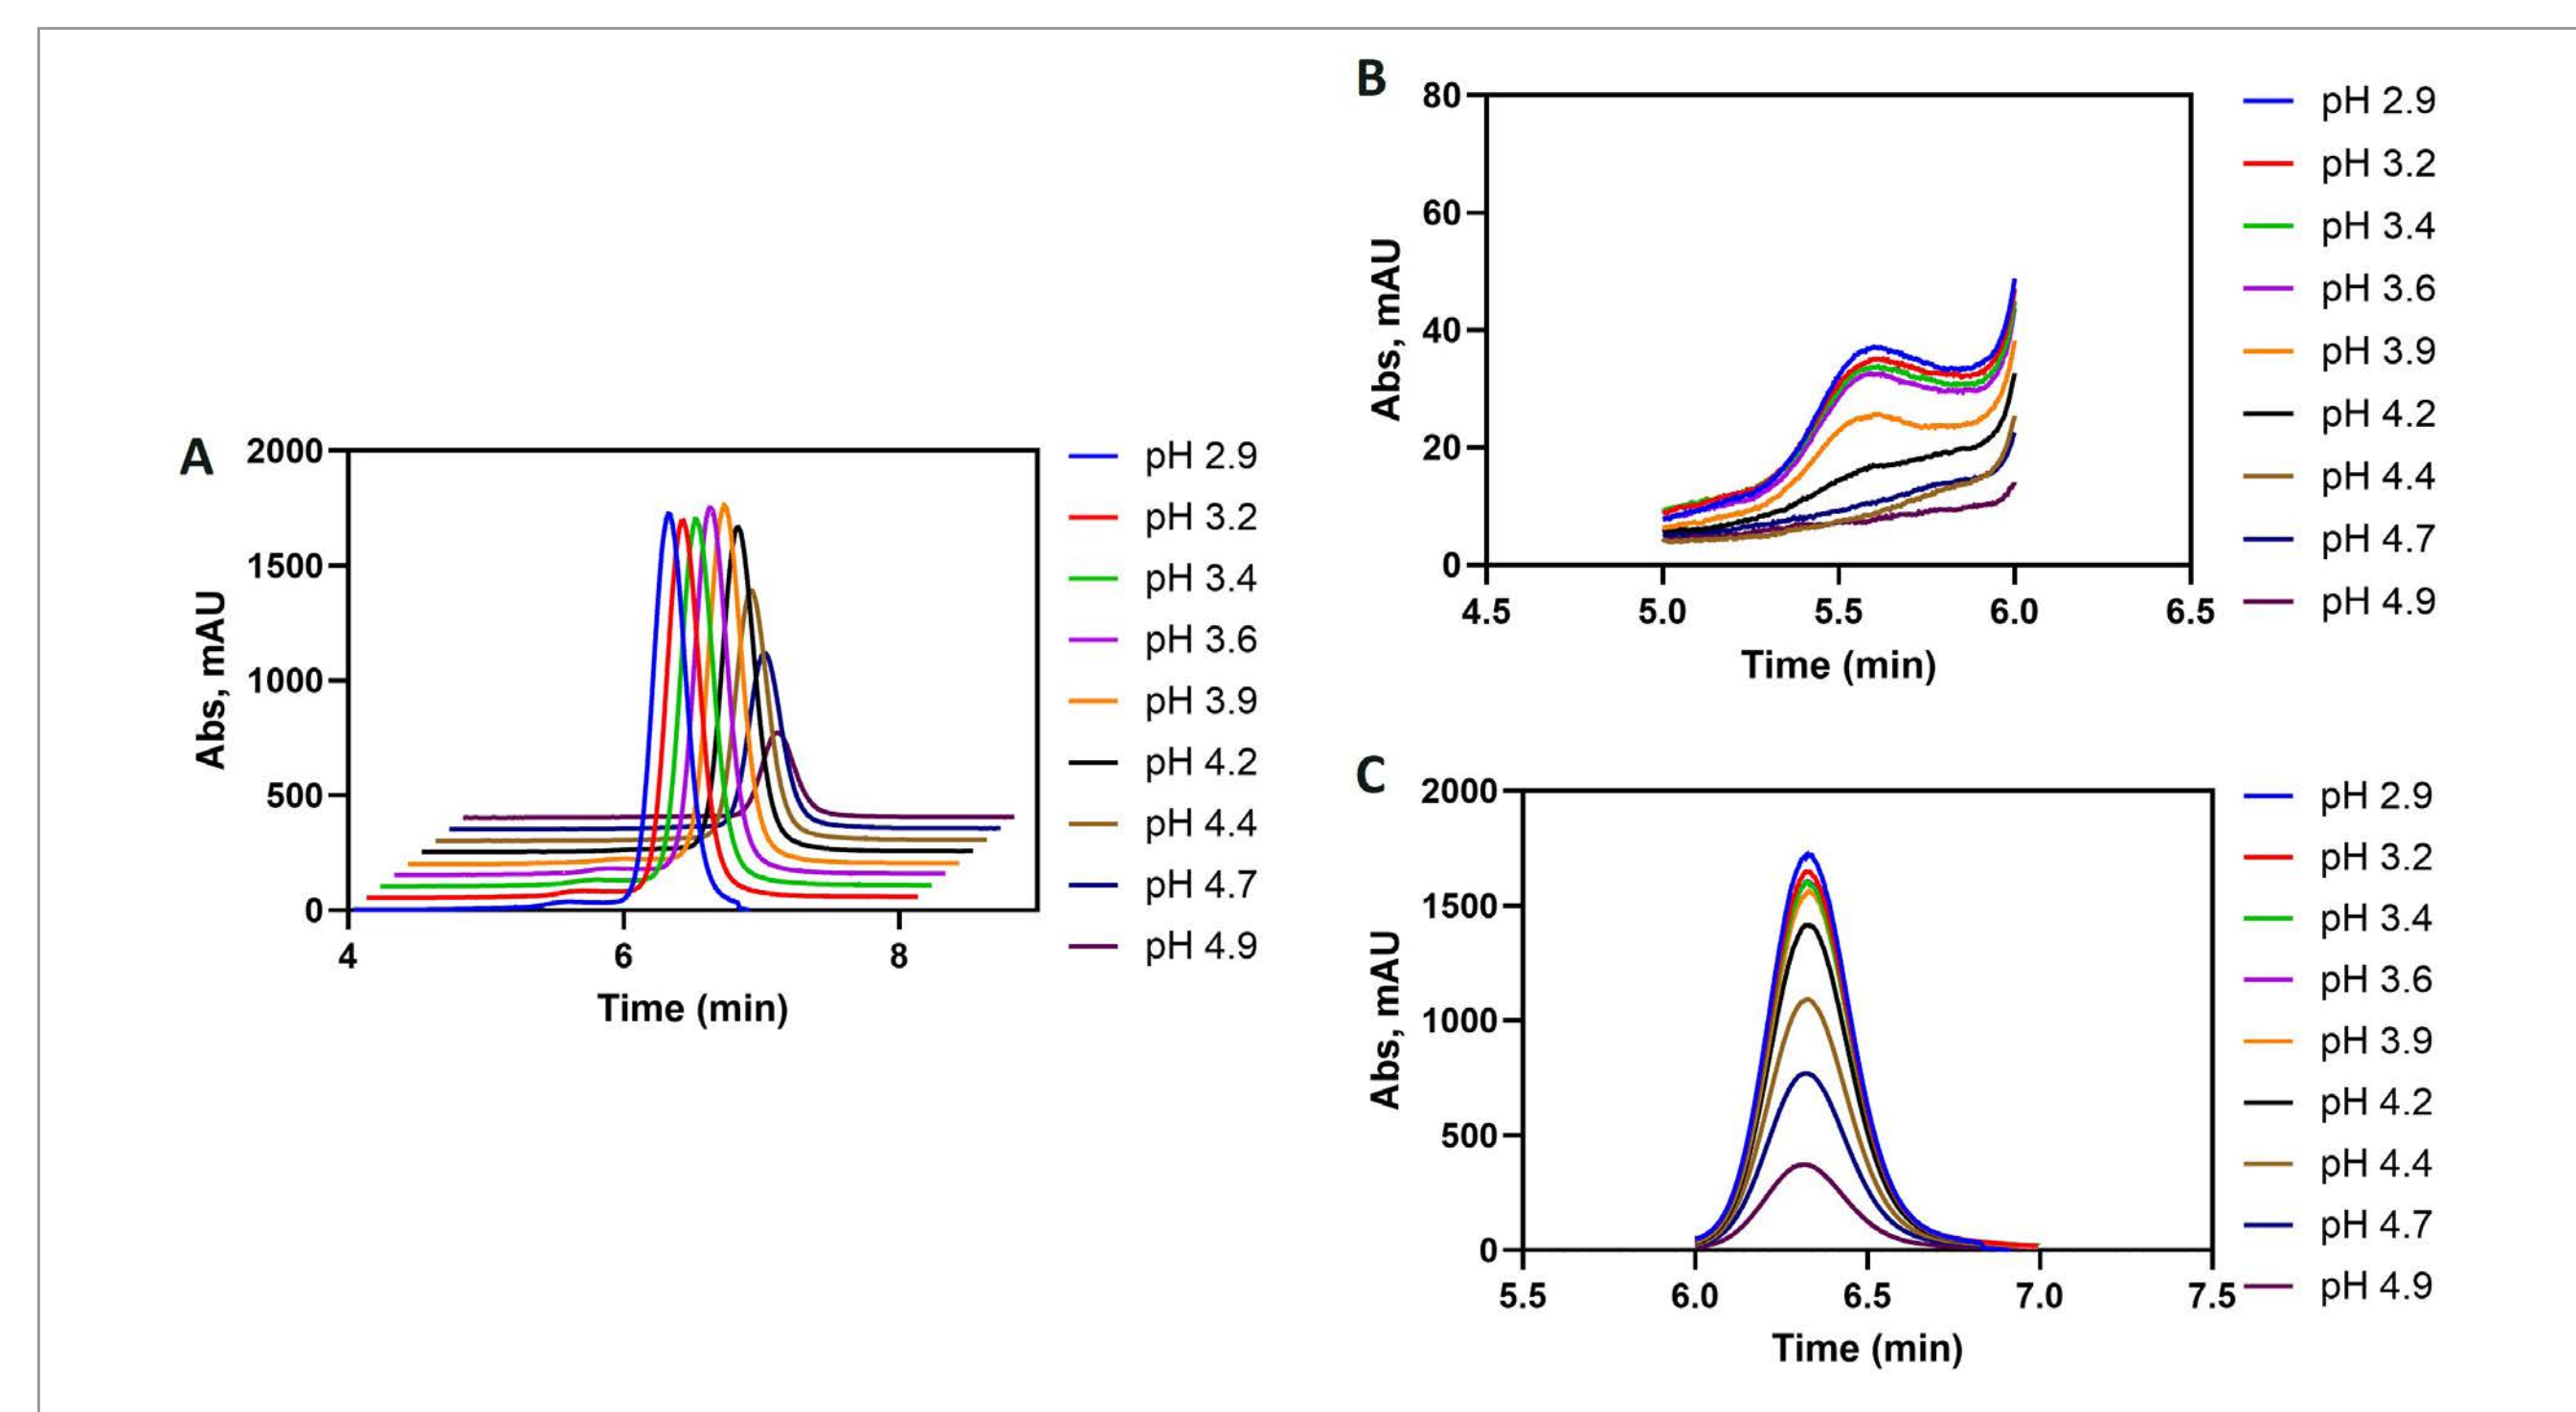 A
2000
1500
1000
500
0
4
6
8
Abs, mAU
Time (min)
pH 2.9
pH 3.2
pH 3.4
pH 3.6
pH 3.9
pH 4.2
pH 4.4
pH 4.7
pH 4.9
B
80
60
40
20
0
4.5
5.0
5.5
6.0
6.5
Abs, mAU
Time (min)
pH 2.9
pH 3.2
pH 3.4
pH 3.6
pH 3.9
pH 4.2
pH 4.4
pH 4.7
pH 4.9
C
2000
1500
1000
500
0
5.5
6.0
6.5
7.0
7.5
Abs, mAU
Time (min)
pH 2.9
pH 3.2
pH 3.4
pH 3.6
pH 3.9
pH 4.2
pH 4.4
pH 4.7
pH 4.9